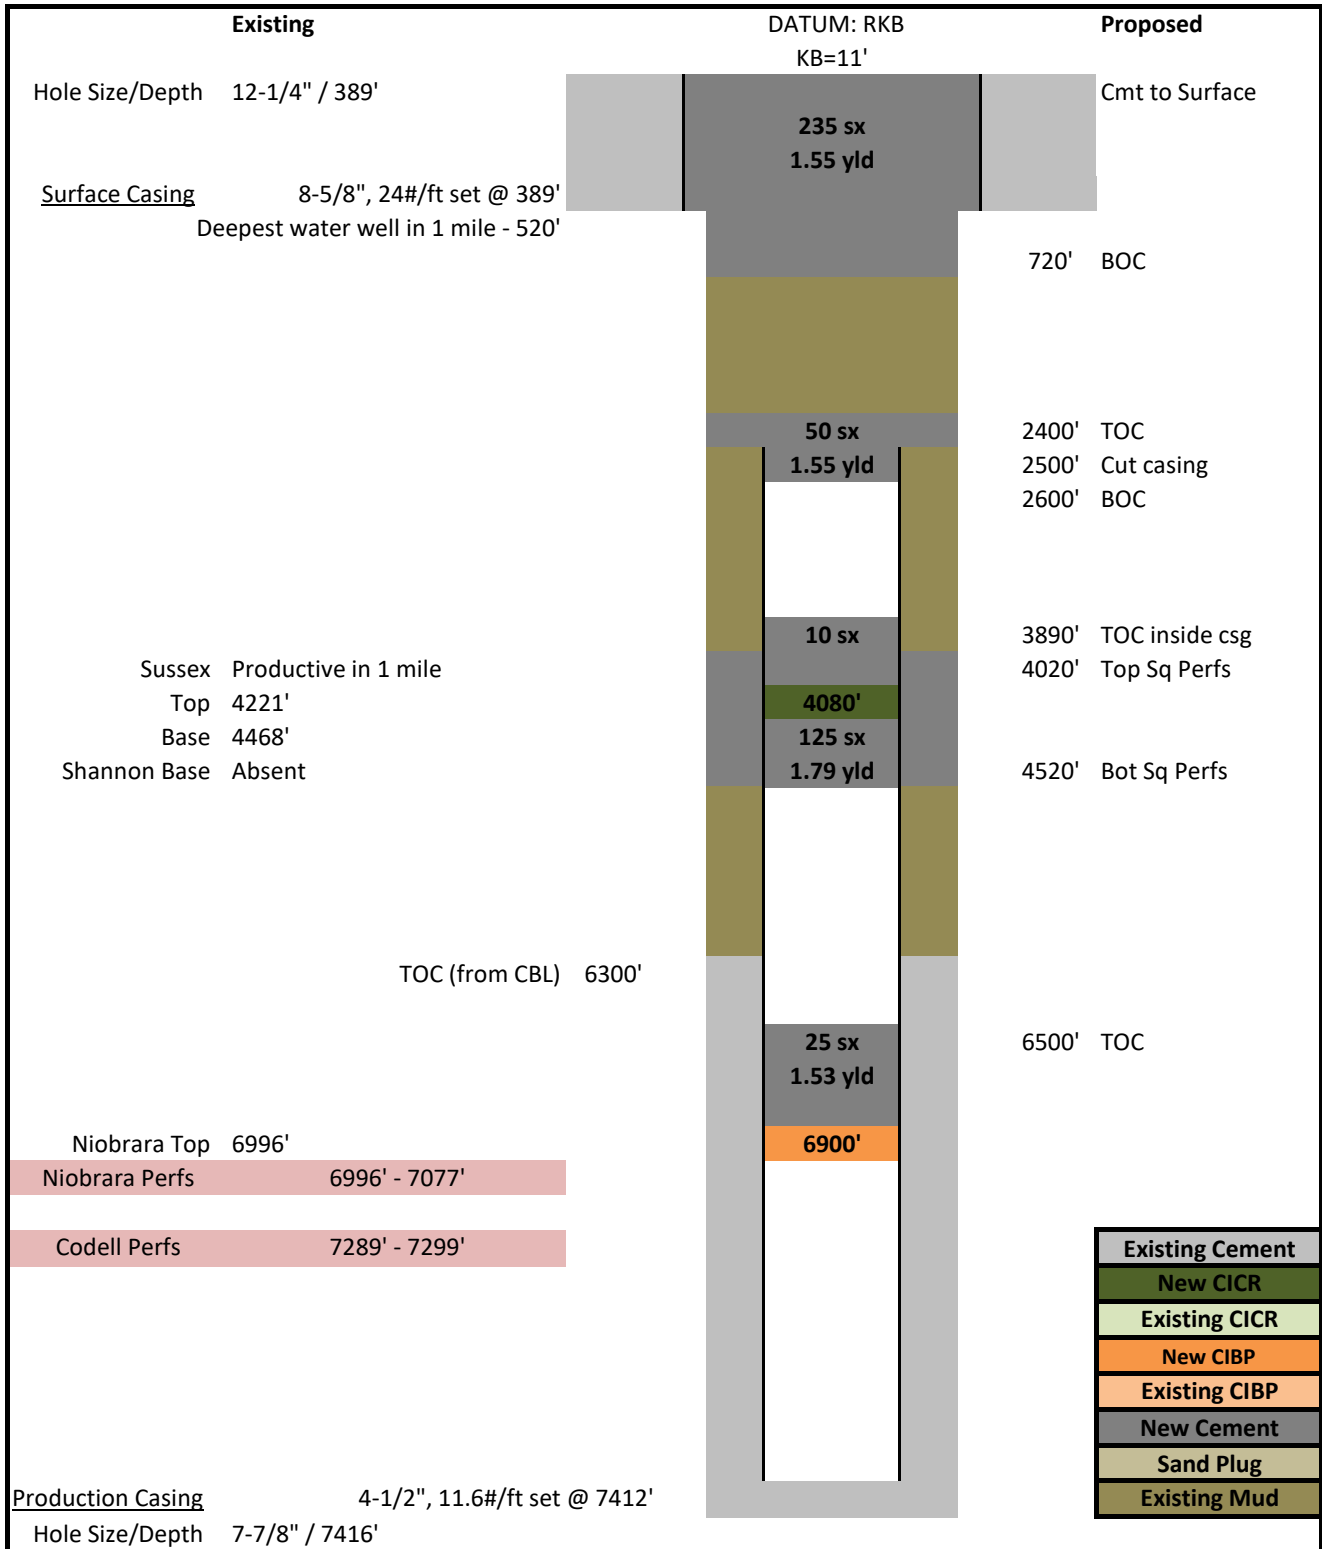 Existing DATUM: RKB Proposed
KB=11'
Hole Size/Depth 12-1/4" / 389' Cmt to Surface
235 sx
1.55 yld
Surface Casing 8-5/8", 24#/ft set @ 389'
Deepest water well in 1 mile - 520'
720' BOC
50 sx 2400' TOC
1.55 yld 2500' Cut casing
2600' BOC
10 sx 3890' TOC inside csg
Sussex Productive in 1 mile 4020' Top Sq Perfs
Top 4221' 4080'
Base 4468' 125 sx
Shannon Base Absent 1.79 yld 4520' Bot Sq Perfs
TOC (from CBL) 6300'
25 sx 6500' TOC
1.53 yld
Niobrara Top 6996' 6900'
Niobrara Perfs 6996' - 7077'
Codell Perfs 7289' - 7299' Existing Cement
New CICR
Existing CICR
New CIBP
Existing CIBP
New Cement
Sand Plug
Production Casing 4-1/2", 11.6#/ft set @ 7412' Existing Mud
Hole Size/Depth 7-7/8" / 7416'